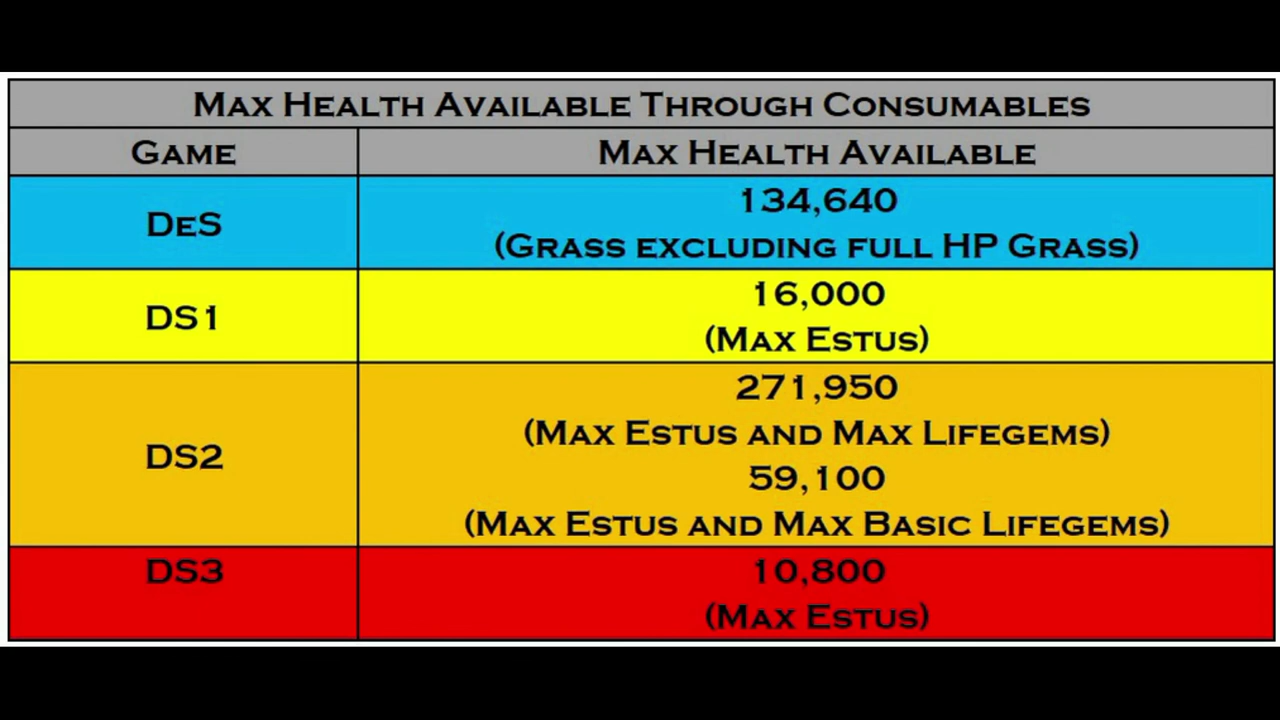 Max Health Available Through Consumables
Game
Max Health Available
DeS
134,640
(Grass excluding full HP Grass)
DS1
16,000
(Max Estus)
DS2
271,950
(Max Estus and Max Lifegems)
59,100
(Max Estus and Max Basic Lifegems)
DS3
10,800
(Max Estus)